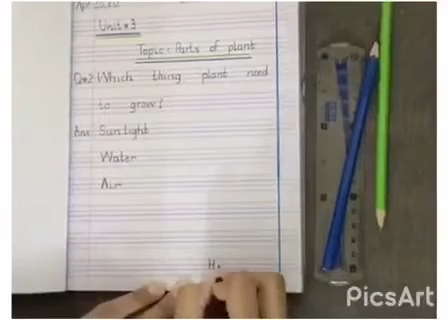 Unit*3
Topic: Parts of plant
Q*2 Which thing plant need
to grow?
Ans Sunlight
Water
Air
H.
PicsArt